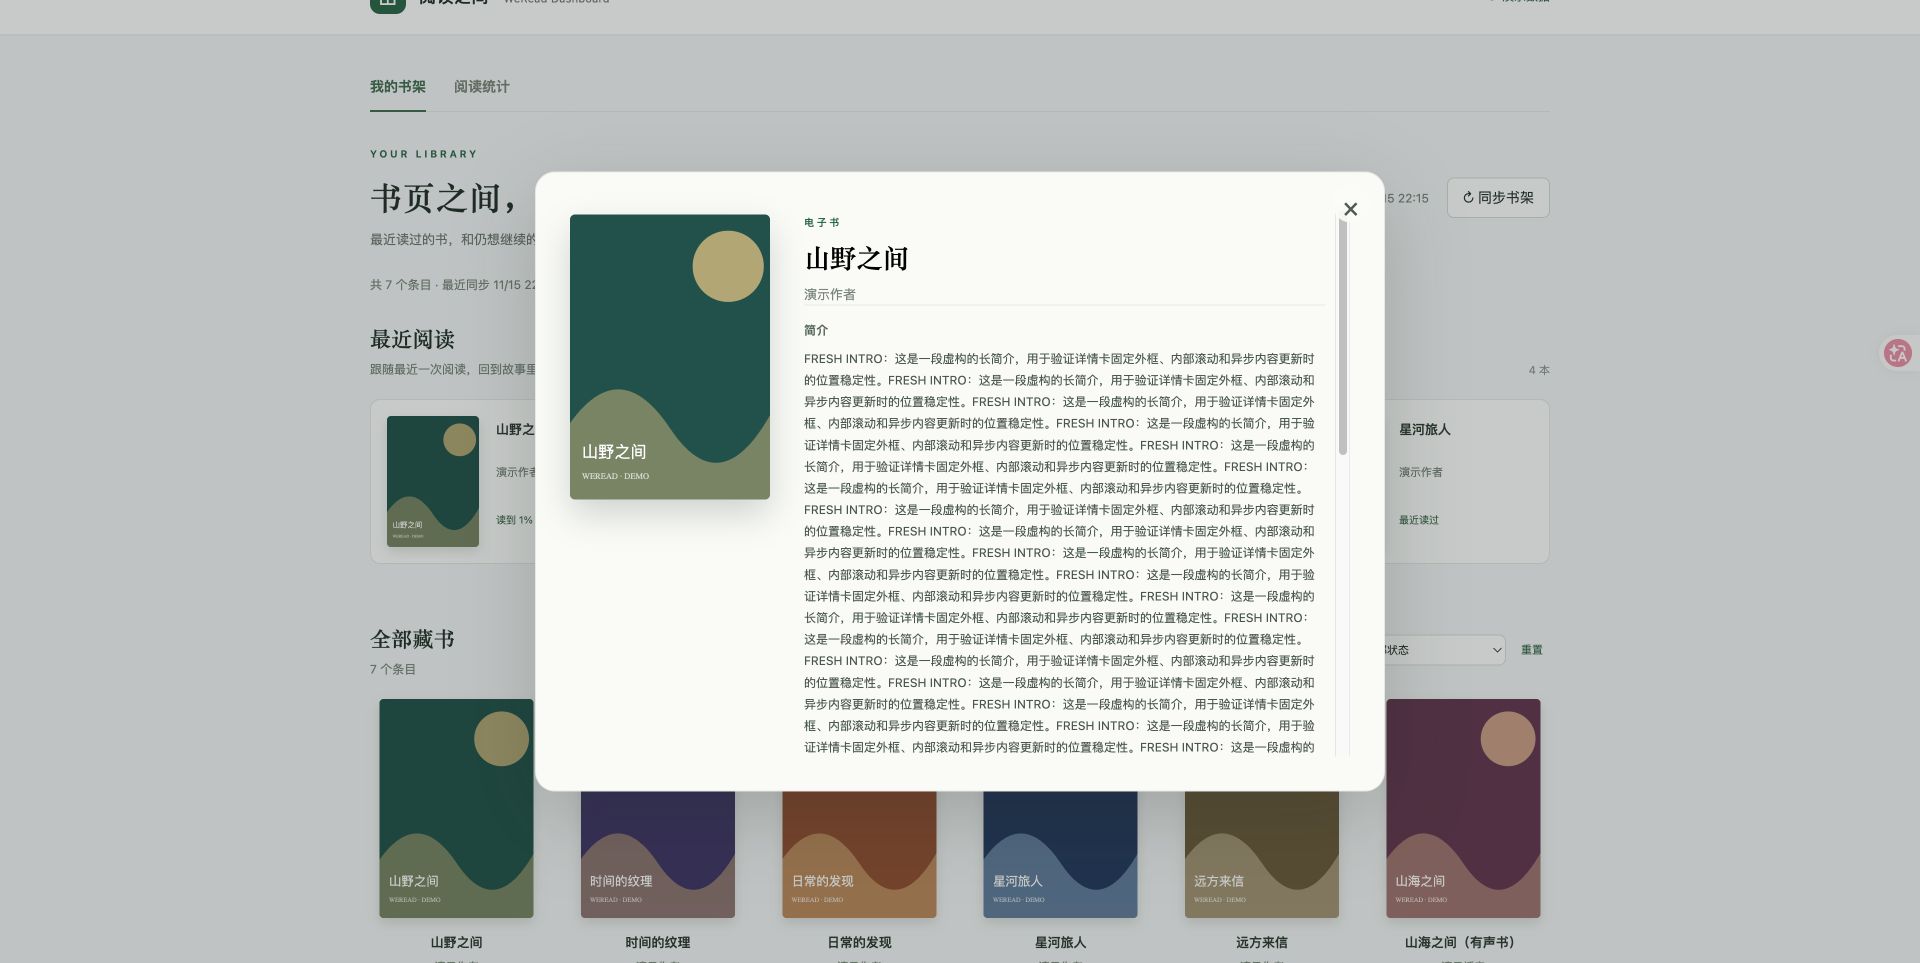 阅读之间
WeRead Dashboard
我的书架
阅读统计
YOUR LIBRARY
书页之间，
15 22:15
同步书架
最近读过的书，和仍想继续的
共 7 个条目 · 最近同步 11/15 22
最近阅读
跟随最近一次阅读，回到故事里
4 本
山野之间
WEREAD · DEMO
山野之
演示作者
读到 1%
星河旅人
演示作者
最近读过
电子书
山野之间
演示作者
山野之间
WEREAD · DEMO
简介
FRESH INTRO：这是一段虚构的长简介，用于验证详情卡固定外框、内部滚动和异步内容更新时
的位置稳定性。FRESH INTRO：这是一段虚构的长简介，用于验证详情卡固定外框、内部滚动和
异步内容更新时的位置稳定性。FRESH INTRO：这是一段虚构的长简介，用于验证详情卡固定外
框、内部滚动和异步内容更新时的位置稳定性。FRESH INTRO：这是一段虚构的长简介，用于验
证详情卡固定外框、内部滚动和异步内容更新时的位置稳定性。FRESH INTRO：这是一段虚构的
长简介，用于验证详情卡固定外框、内部滚动和异步内容更新时的位置稳定性。FRESH INTRO：
这是一段虚构的长简介，用于验证详情卡固定外框、内部滚动和异步内容更新时的位置稳定性。
FRESH INTRO：这是一段虚构的长简介，用于验证详情卡固定外框、内部滚动和异步内容更新时
的位置稳定性。FRESH INTRO：这是一段虚构的长简介，用于验证详情卡固定外框、内部滚动和
异步内容更新时的位置稳定性。FRESH INTRO：这是一段虚构的长简介，用于验证详情卡固定外
框、内部滚动和异步内容更新时的位置稳定性。FRESH INTRO：这是一段虚构的长简介，用于验
证详情卡固定外框、内部滚动和异步内容更新时的位置稳定性。FRESH INTRO：这是一段虚构的
长简介，用于验证详情卡固定外框、内部滚动和异步内容更新时的位置稳定性。FRESH INTRO：
这是一段虚构的长简介，用于验证详情卡固定外框、内部滚动和异步内容更新时的位置稳定性。
FRESH INTRO：这是一段虚构的长简介，用于验证详情卡固定外框、内部滚动和异步内容更新时
的位置稳定性。FRESH INTRO：这是一段虚构的长简介，用于验证详情卡固定外框、内部滚动和
异步内容更新时的位置稳定性。FRESH INTRO：这是一段虚构的长简介，用于验证详情卡固定外
框、内部滚动和异步内容更新时的位置稳定性。FRESH INTRO：这是一段虚构的长简介，用于验
证详情卡固定外框、内部滚动和异步内容更新时的位置稳定性。FRESH INTRO：这是一段虚构的
全部藏书
7 个条目
状态
重置
山野之间
WEREAD · DEMO
时间的纹理
WEREAD · DEMO
日常的发现
WEREAD · DEMO
星河旅人
WEREAD · DEMO
远方来信
WEREAD · DEMO
山海之间
WEREAD · DEMO
山野之间
时间的纹理
日常的发现
星河旅人
远方来信
山海之间（有声书）